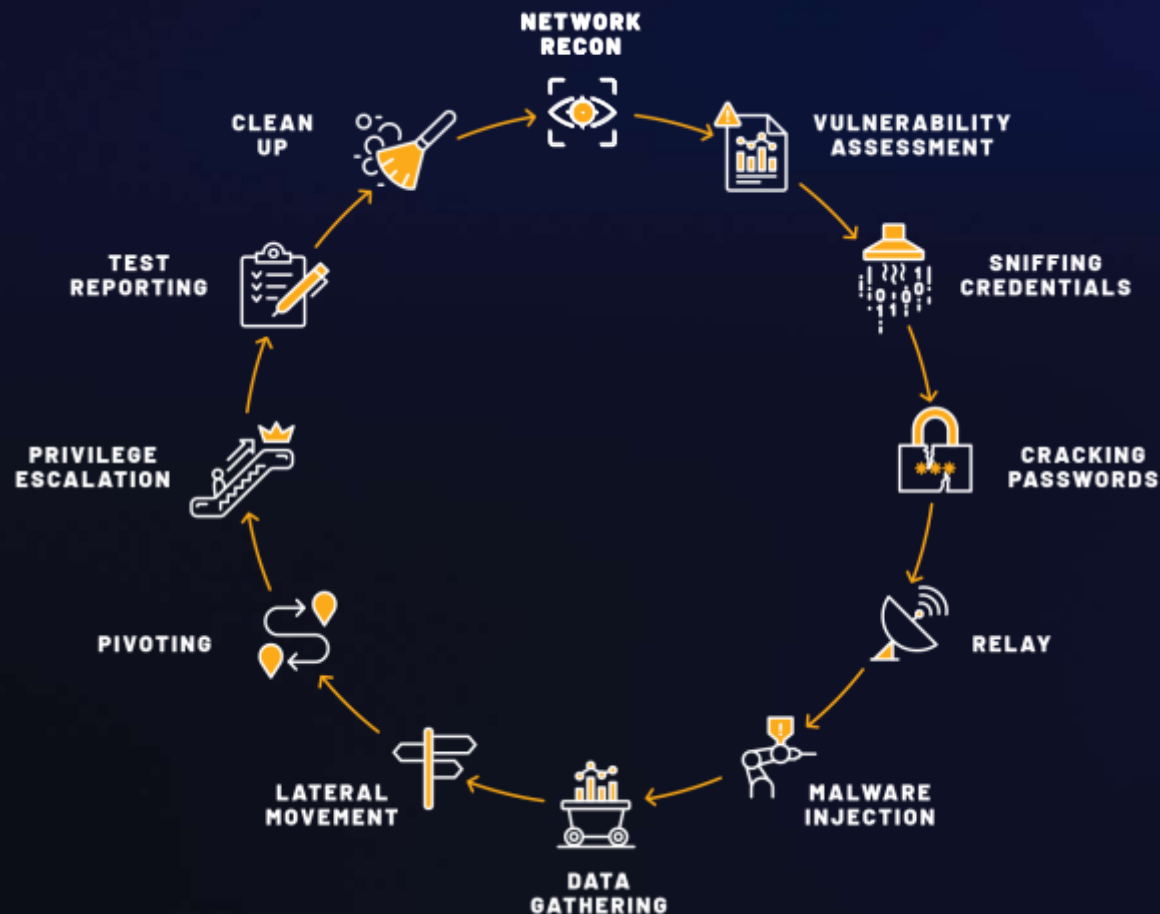 NETWORK
RECON
VULNERABILITY
ASSESSMENT
SNIFFING
CREDENTIALS
CRACKING
PASSWORDS
RELAY
MALWARE
INJECTION
DATA
GATHERING
LATERAL
MOVEMENT
PIVOTING
PRIVILEGE
ESCALATION
TEST
REPORTING
CLEAN
UP